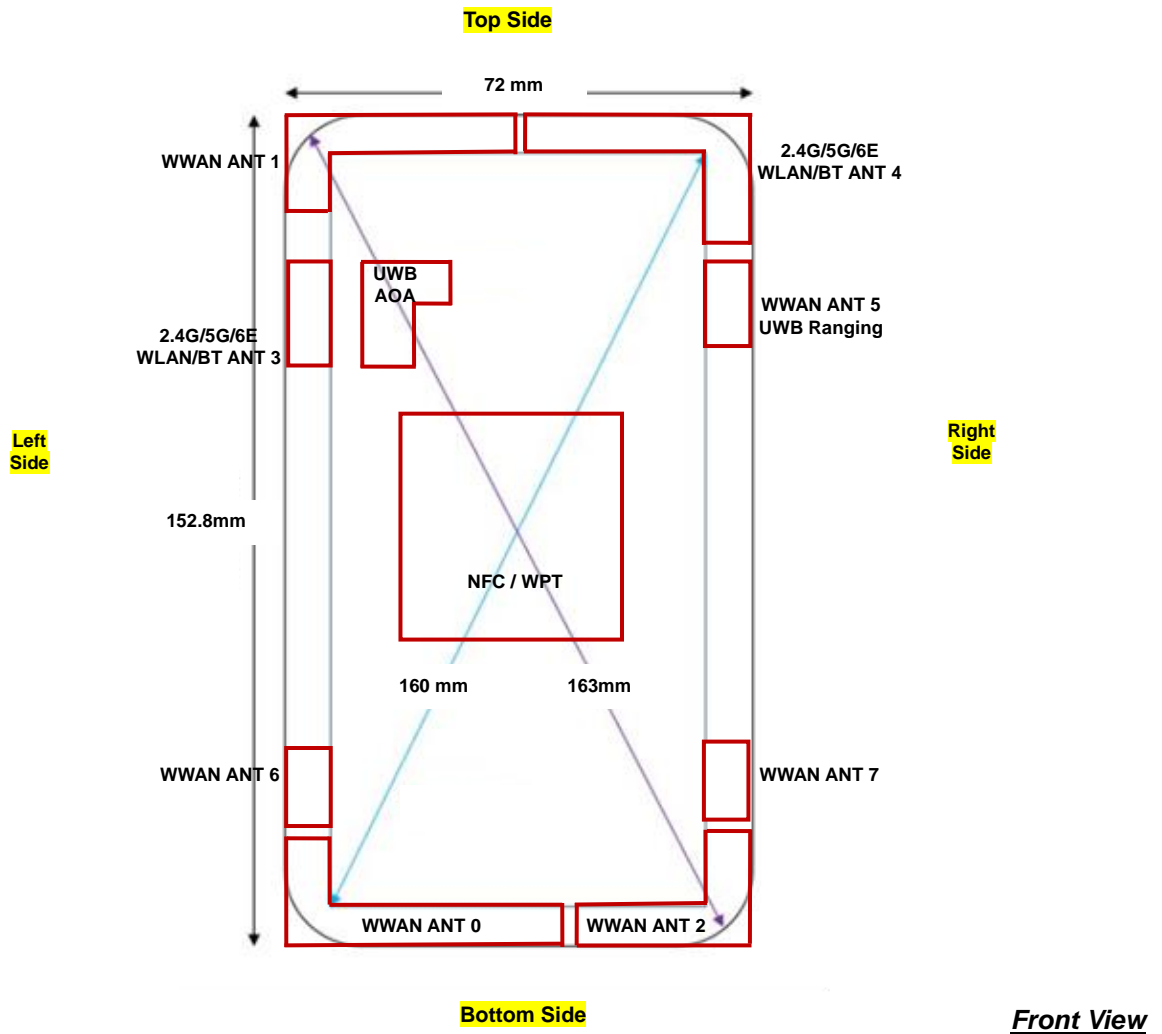 Top Side
72 mm
WWAN ANT 1
2.4G/5G/6E
WLAN/BT ANT 4
UWB
AOA
WWAN ANT 5
UWB Ranging
2.4G/5G/6E
WLAN/BT ANT 3
Left
Side
Right
Side
152.8mm
NFC / WPT
160 mm
163mm
WWAN ANT 6
WWAN ANT 7
WWAN ANT 0
WWAN ANT 2
Bottom Side
Front View